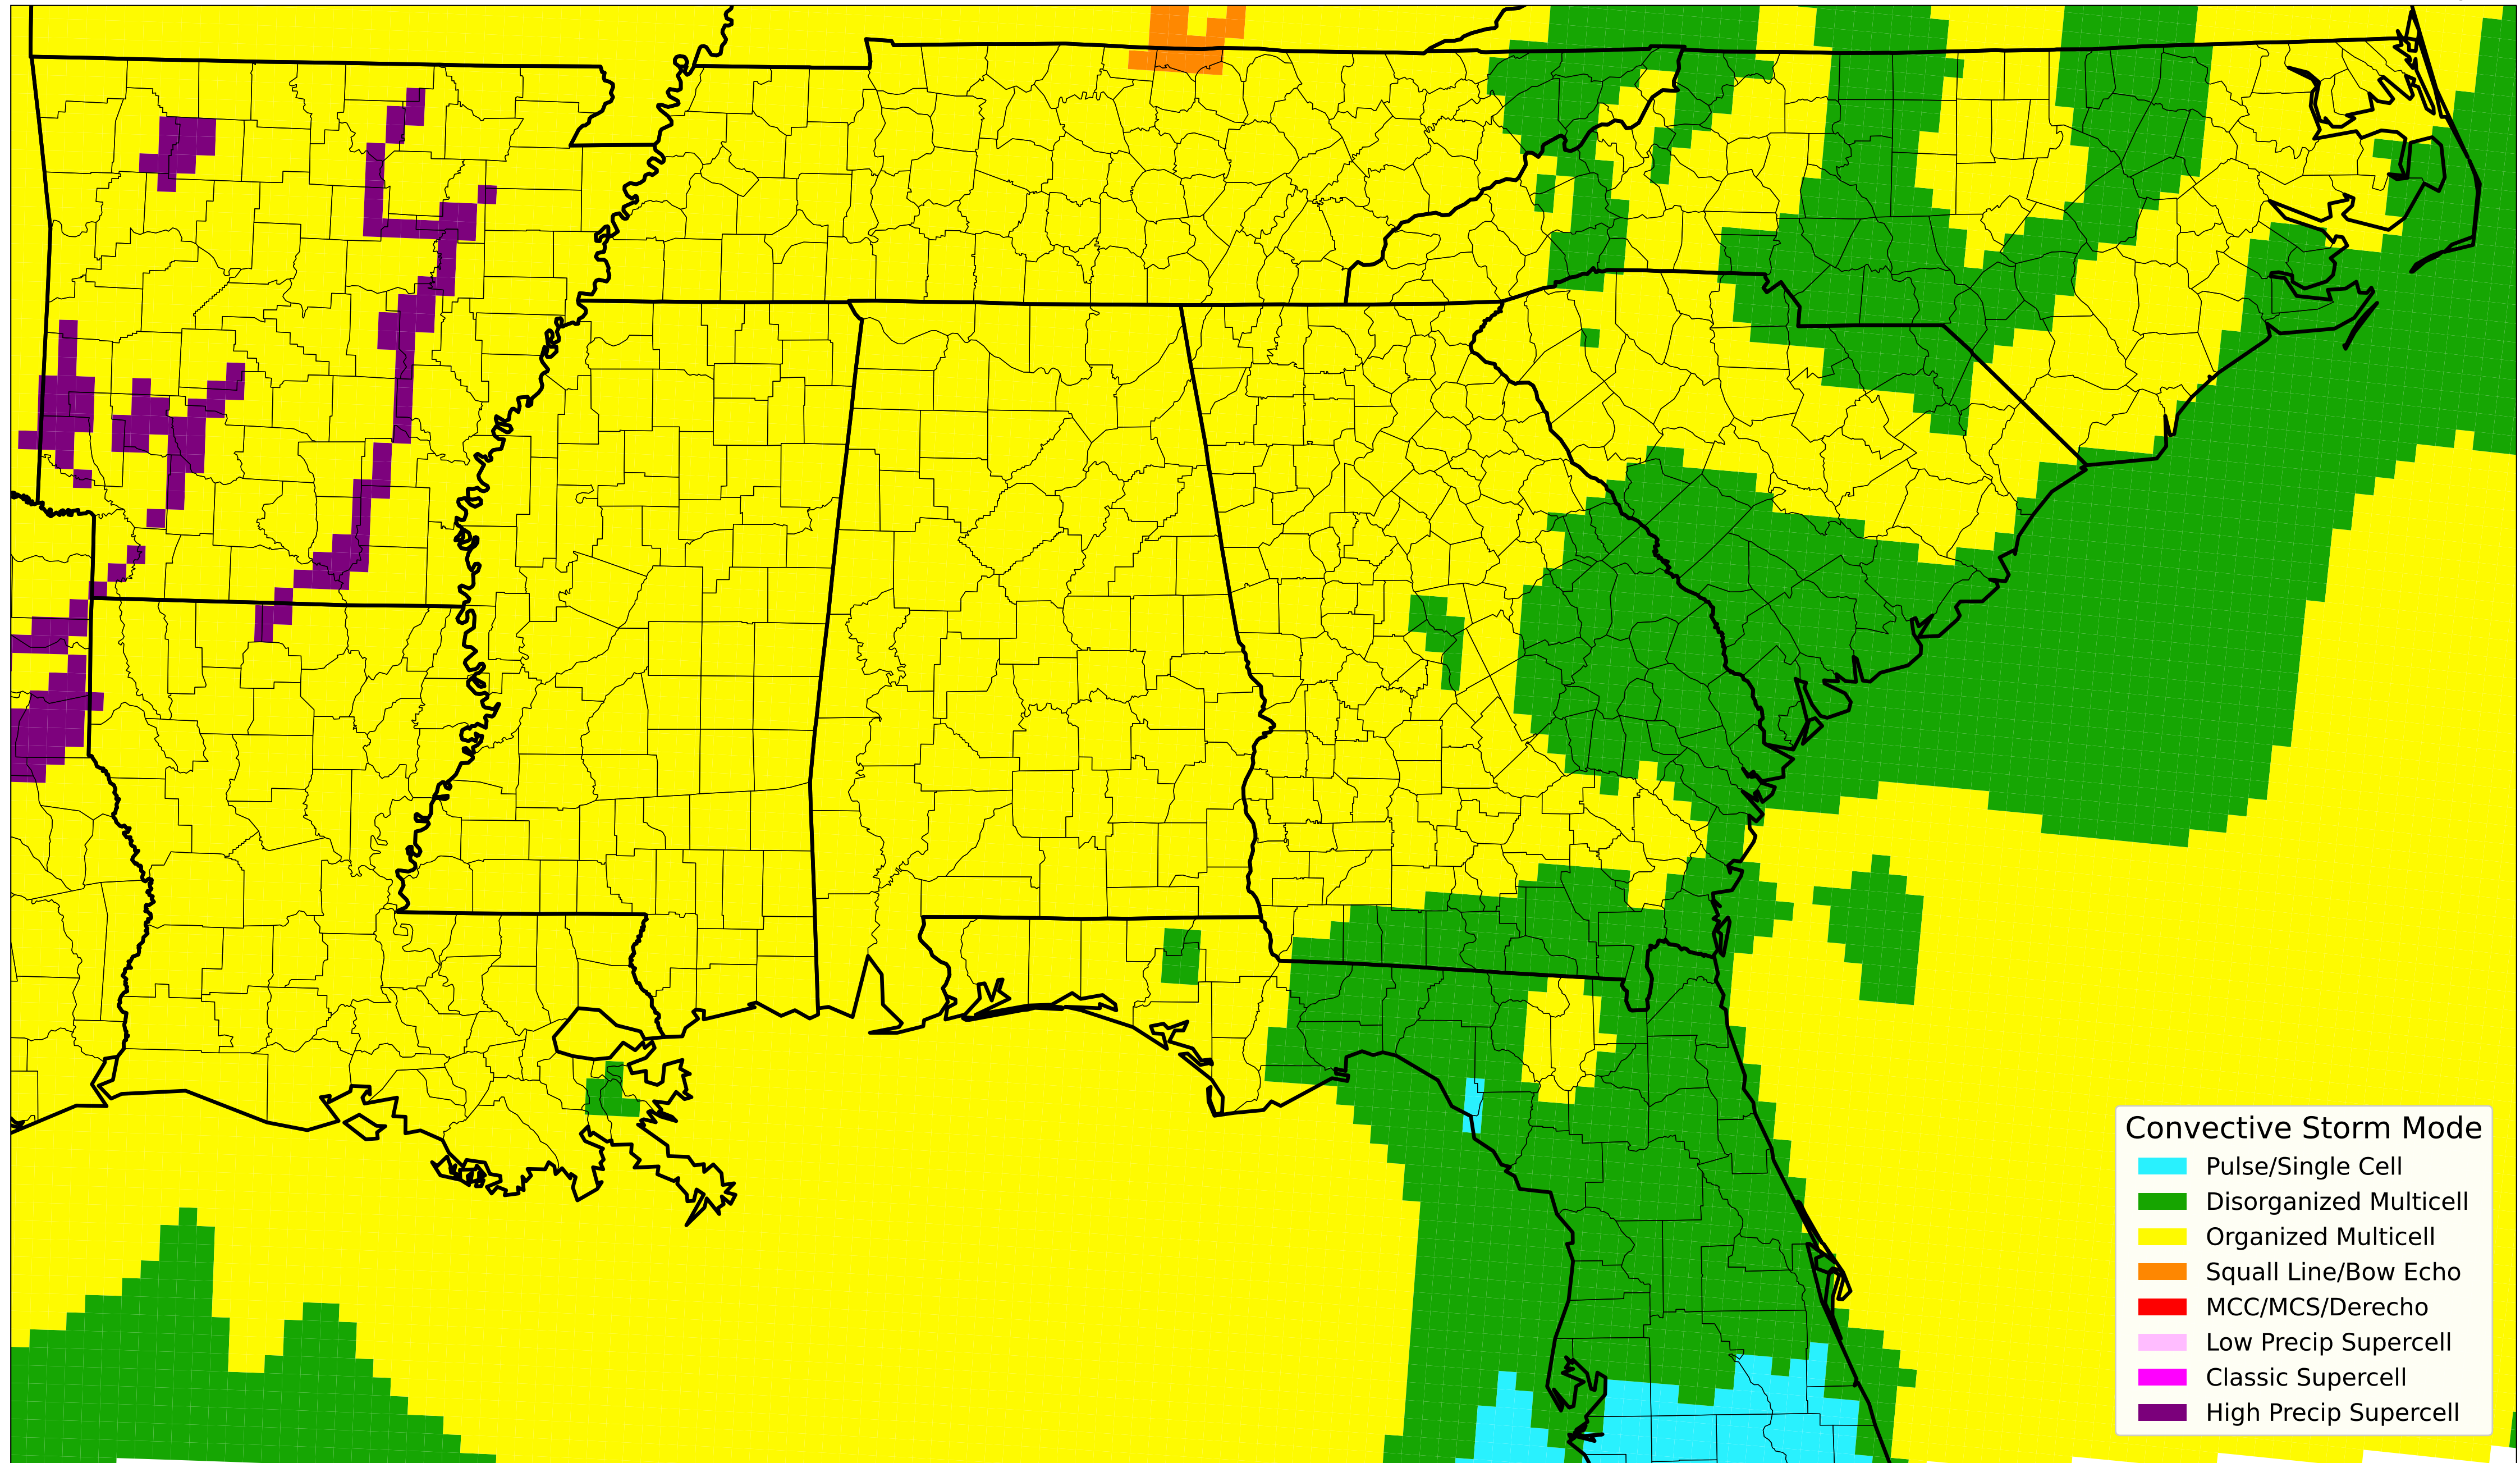 Convective Storm Mode
Pulse/Single Cell
Disorganized Multicell
Organized Multicell
Squall Line/Bow Echo
MCC/MCS/Derecho
Low Precip Supercell
Classic Supercell
High Precip Supercell